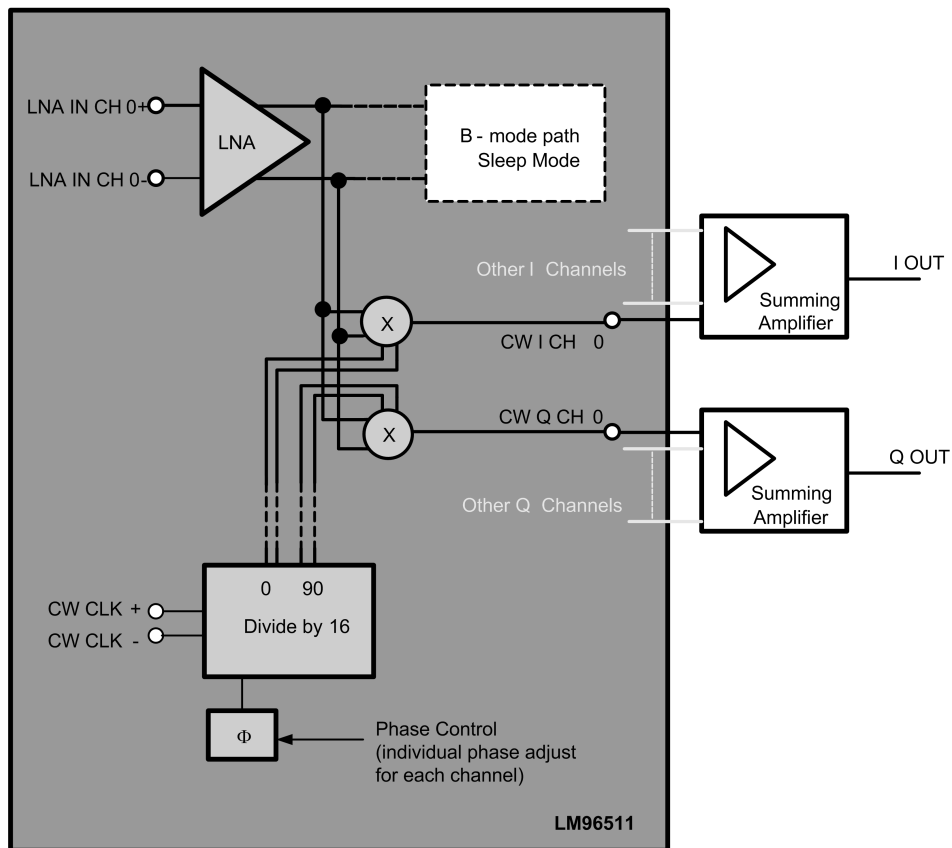 LNA IN CH 0+
LNA
LNA IN CH 0-
B - mode path
Sleep Mode
Other I Channels
I OUT
Summing
Amplifier
X
CW I CH 0
CW Q CH 0
X
Q OUT
Other Q Channels
Summing
Amplifier
0 90
CW CLK +
Divide by 16
CW CLK -
Φ
Phase Control
(individual phase adjust
for each channel)
LM96511